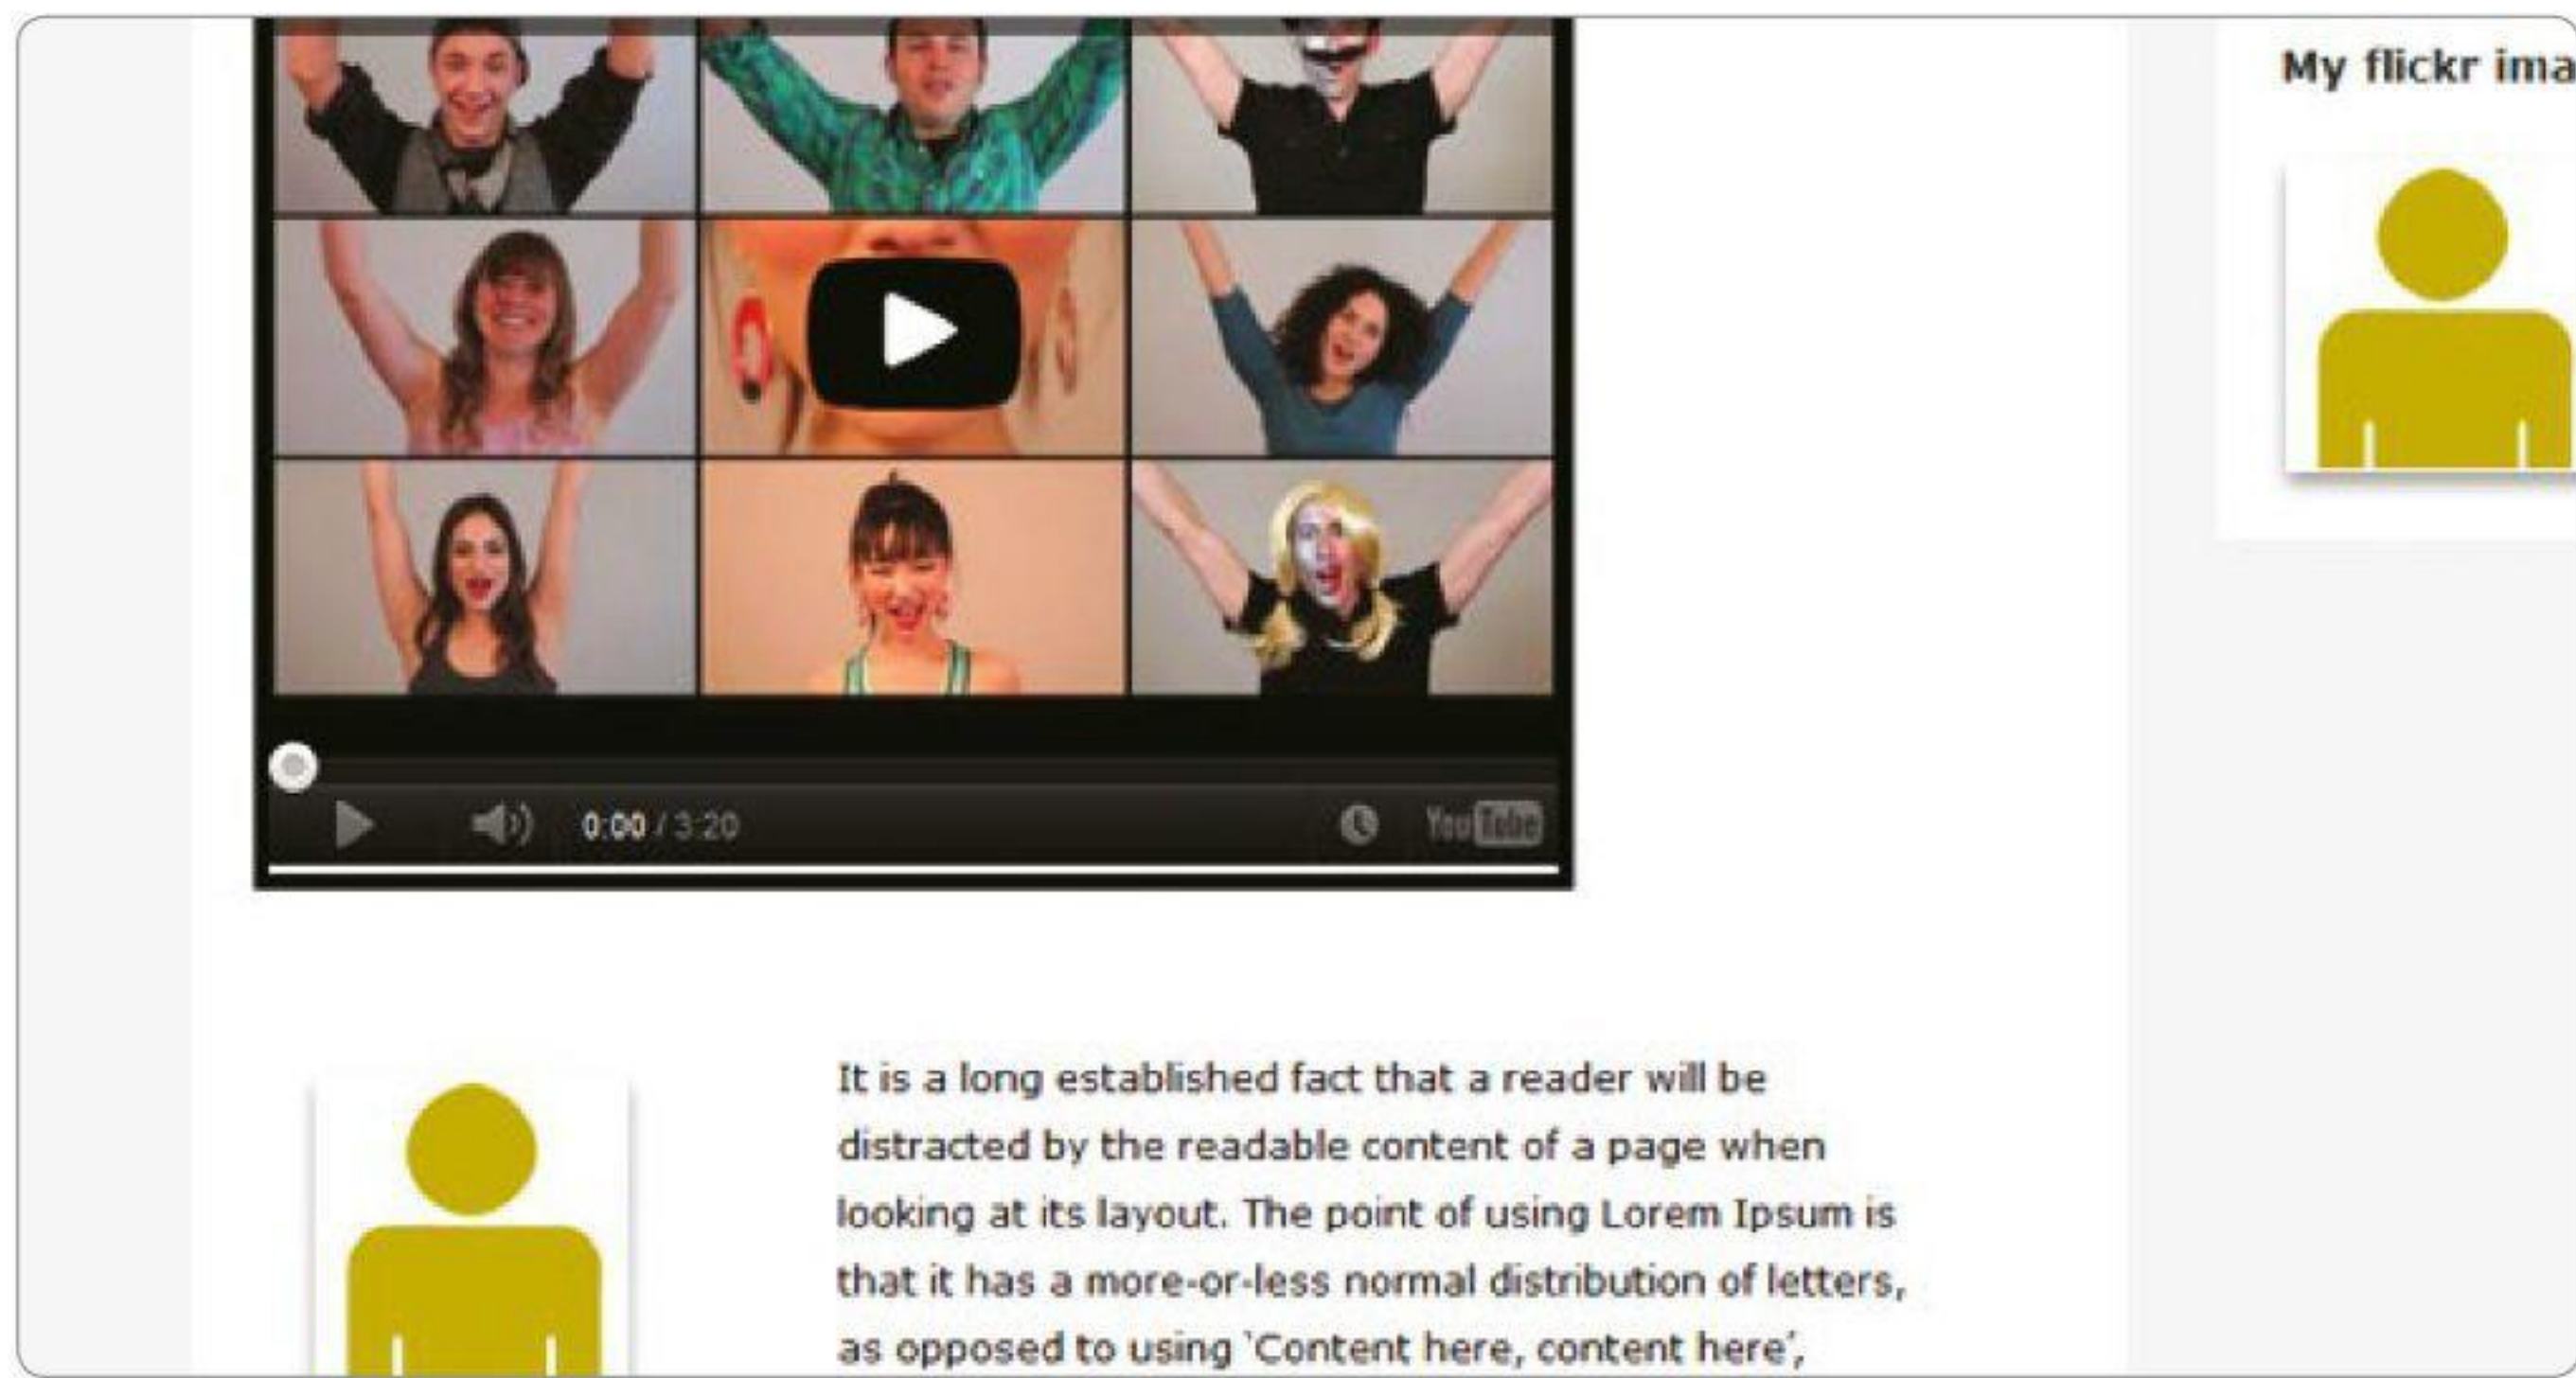 My flickr ima
0:00 / 3:20
YouTube
It is a long established fact that a reader will be
distracted by the readable content of a page when
looking at its layout. The point of using Lorem Ipsum is
that it has a more-or-less normal distribution of letters,
as opposed to using ‘Content here, content here’,